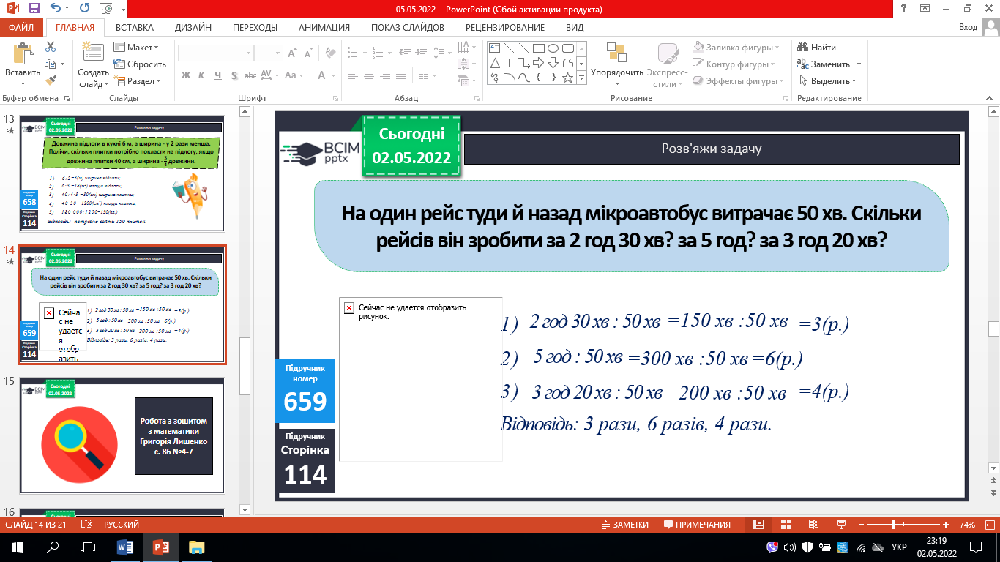 05.05.2022 - PowerPoint (Сбой активации продукта)
ФАЙЛ ГЛАВНАЯ ВСТАВКА ДИЗАЙН ПЕРЕХОДЫ АНИМАЦИЯ ПОКАЗ СЛАЙДОВ РЕЦЕНЗИРОВАНИЕ ВИД Вход
Вставить
Буфер обмена
Создать слайд
Макет
Сбросить
Раздел
Слайды
Ж К Ч S abc AV Aa A
Шрифт
Абзац
Упорядочить
Экспресс-стили
Заливка фигуры
Контур фигуры
Эффекты фигуры
Рисование
Найти
Заменить
Выделить
Редактирование
13
Сьогодні
02.05.2022
Розв'яжи задачу
Довжина підлоги в кухні 6 м, а ширина - у 2 рази менша.
Полічи, скільки плитки потрібно покласти на підлогу, якщо
довжина плитки 40 см, а ширина - 3/4 довжини.
1) 6 : 2 =3(м) ширина підлоги;
2) 6 · 3 =18(м²) площа підлоги;
3) 40 : 4 · 3 =30(см) ширина плитки;
4) 40 · 30 =1200(см²) площа плитки;
5) 180 000 : 1200=150(пл.)
Відповідь: потрібно взяти 150 плиток.
658
114
14
Сьогодні
02.05.2022
Розв'яжи задачу
На один рейс туди й назад мікроавтобус витрачає 50 хв. Скільки
рейсів він зробити за 2 год 30 хв? за 5 год? за 3 год 20 хв?
Сейча
с не
удаетс
я
отобр
азить
1) 2 год 30 хв : 50 хв =150 хв :50 хв =3(р.)
2) 5 год : 50 хв =300 хв :50 хв =6(р.)
3) 3 год 20 хв : 50 хв =200 хв :50 хв =4(р.)
Відповідь: 3 рази, 6 разів, 4 рази.
659
114
15
Сьогодні
02.05.2022
Робота з зошитом
з математики
Григорія Лишенко
с. 86 №4-7
16
Сьогодні
ВСІМ
pptx
Сьогодні
02.05.2022
Розв'яжи задачу
На один рейс туди й назад мікроавтобус витрачає 50 хв. Скільки
рейсів він зробити за 2 год 30 хв? за 5 год? за 3 год 20 хв?
Сейчас не удается отобразить
рисунок.
1) 2 год 30 хв : 50 хв =150 хв :50 хв =3(р.)
2) 5 год : 50 хв =300 хв :50 хв =6(р.)
3) 3 год 20 хв : 50 хв =200 хв :50 хв =4(р.)
Відповідь: 3 рази, 6 разів, 4 рази.
Підручник
номер
659
Підручник
Сторінка
114
СЛАЙД 14 ИЗ 21 РУССКИЙ ЗАМЕТКИ ПРИМЕЧАНИЯ 74%
УКР
23:19
02.05.2022